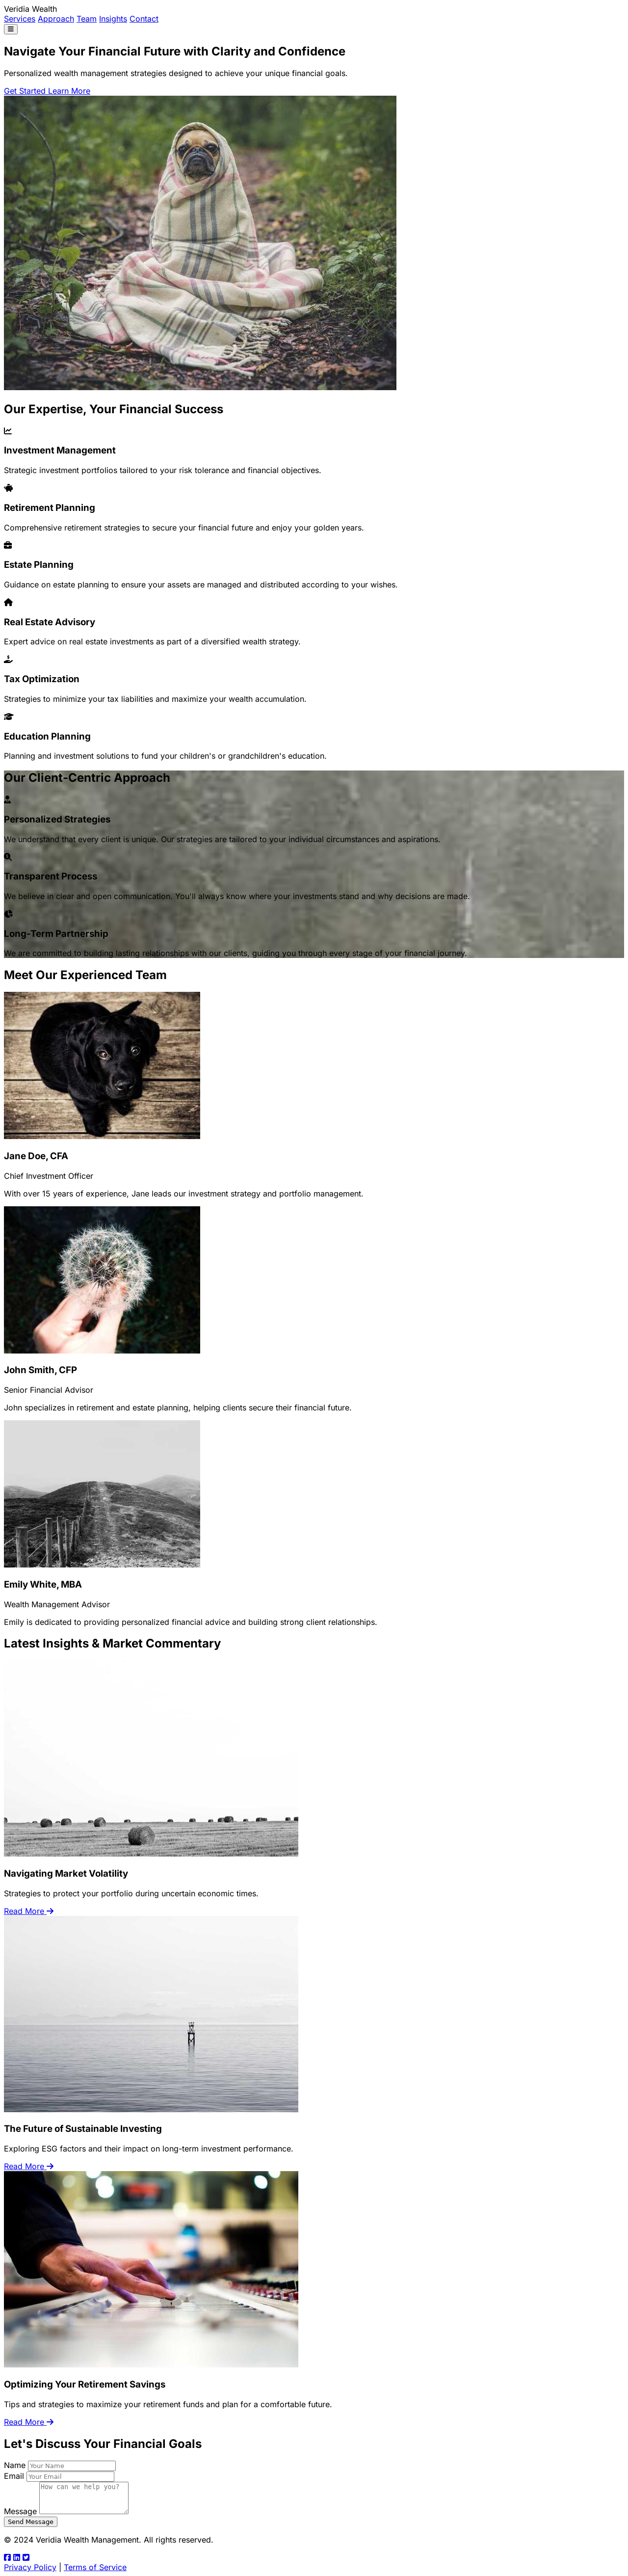 Veridia Wealth
Services Approach Team Insights Contact
Navigate Your Financial Future with Clarity and Confidence
Personalized wealth management strategies designed to achieve your unique financial goals.
Get Started Learn More
Our Expertise, Your Financial Success
Investment Management
Strategic investment portfolios tailored to your risk tolerance and financial objectives.
Retirement Planning
Comprehensive retirement strategies to secure your financial future and enjoy your golden years.
Estate Planning
Guidance on estate planning to ensure your assets are managed and distributed according to your wishes.
Real Estate Advisory
Expert advice on real estate investments as part of a diversified wealth strategy.
Tax Optimization
Strategies to minimize your tax liabilities and maximize your wealth accumulation.
Education Planning
Planning and investment solutions to fund your children's or grandchildren's education.
Our Client-Centric Approach
Personalized Strategies
We understand that every client is unique. Our strategies are tailored to your individual circumstances and aspirations.
Transparent Process
We believe in clear and open communication. You'll always know where your investments stand and why decisions are made.
Long-Term Partnership
We are committed to building lasting relationships with our clients, guiding you through every stage of your financial journey.
Meet Our Experienced Team
Jane Doe, CFA
Chief Investment Officer
With over 15 years of experience, Jane leads our investment strategy and portfolio management.
John Smith, CFP
Senior Financial Advisor
John specializes in retirement and estate planning, helping clients secure their financial future.
Emily White, MBA
Wealth Management Advisor
Emily is dedicated to providing personalized financial advice and building strong client relationships.
Latest Insights & Market Commentary
Navigating Market Volatility
Strategies to protect your portfolio during uncertain economic times.
Read More
The Future of Sustainable Investing
Exploring ESG factors and their impact on long-term investment performance.
Read More
Optimizing Your Retirement Savings
Tips and strategies to maximize your retirement funds and plan for a comfortable future.
Read More
Let's Discuss Your Financial Goals
Name Your Name
Email Your Email
Message How can we help you?
Send Message
© 2024 Veridia Wealth Management. All rights reserved.
Privacy Policy | Terms of Service